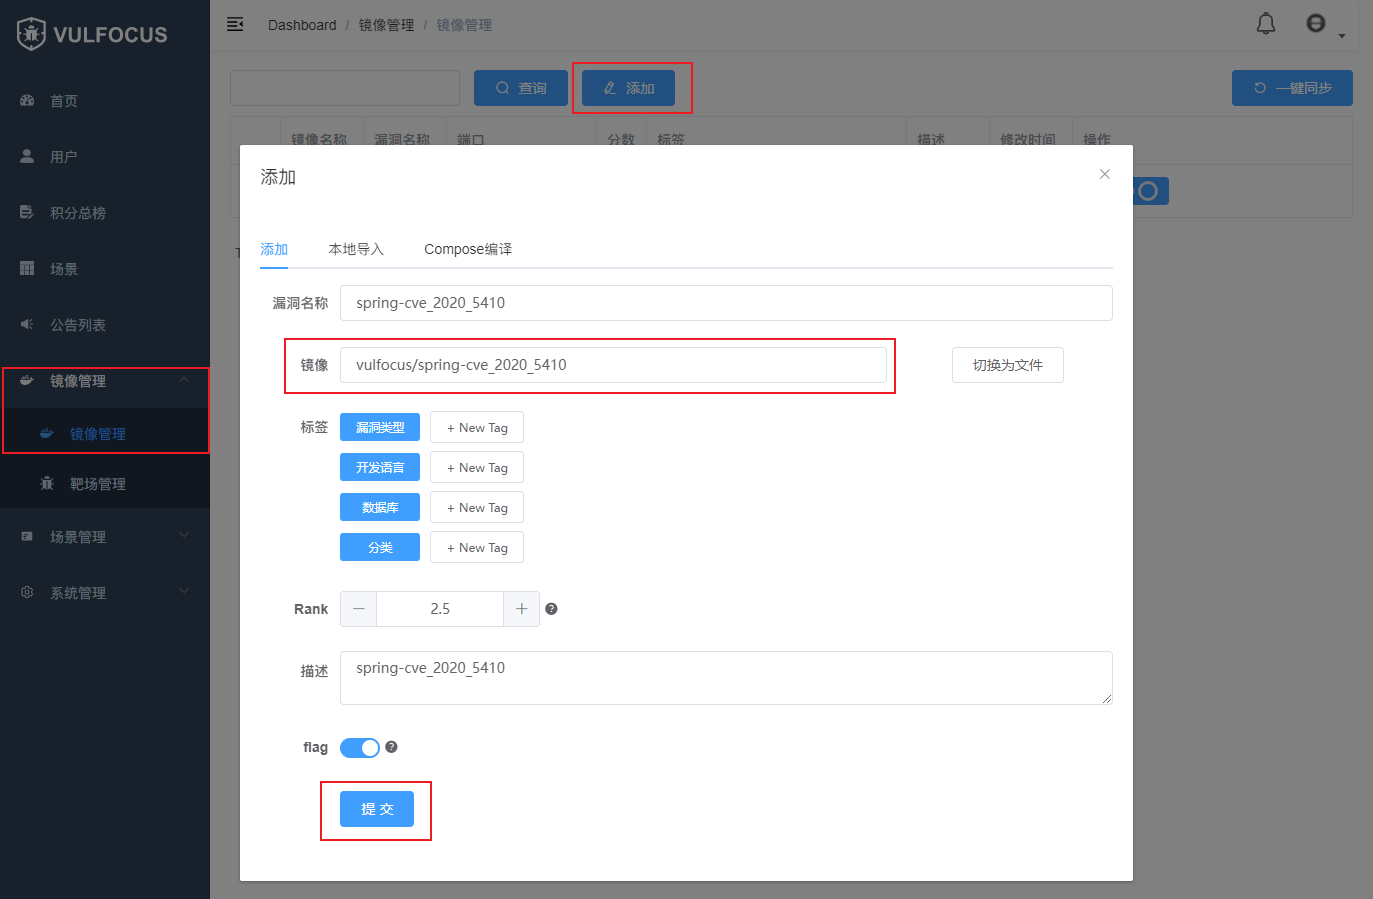 VULFOCUS
首页
用户
积分总榜
场景
公告列表
镜像管理
镜像管理
靶场管理
场景管理
系统管理
Dashboard / 镜像管理 / 镜像管理
查询
添加
一键同步
镜像名称 漏洞名称 端口 分数 标签 描述 修改时间 操作
添加
添加 本地导入 Compose编译
漏洞名称 spring-cve_2020_5410
镜像 vulfocus/spring-cve_2020_5410 切换为文件
标签 漏洞类型 + New Tag
开发语言 + New Tag
数据库 + New Tag
分类 + New Tag
Rank 2.5
描述 spring-cve_2020_5410
flag
提 交